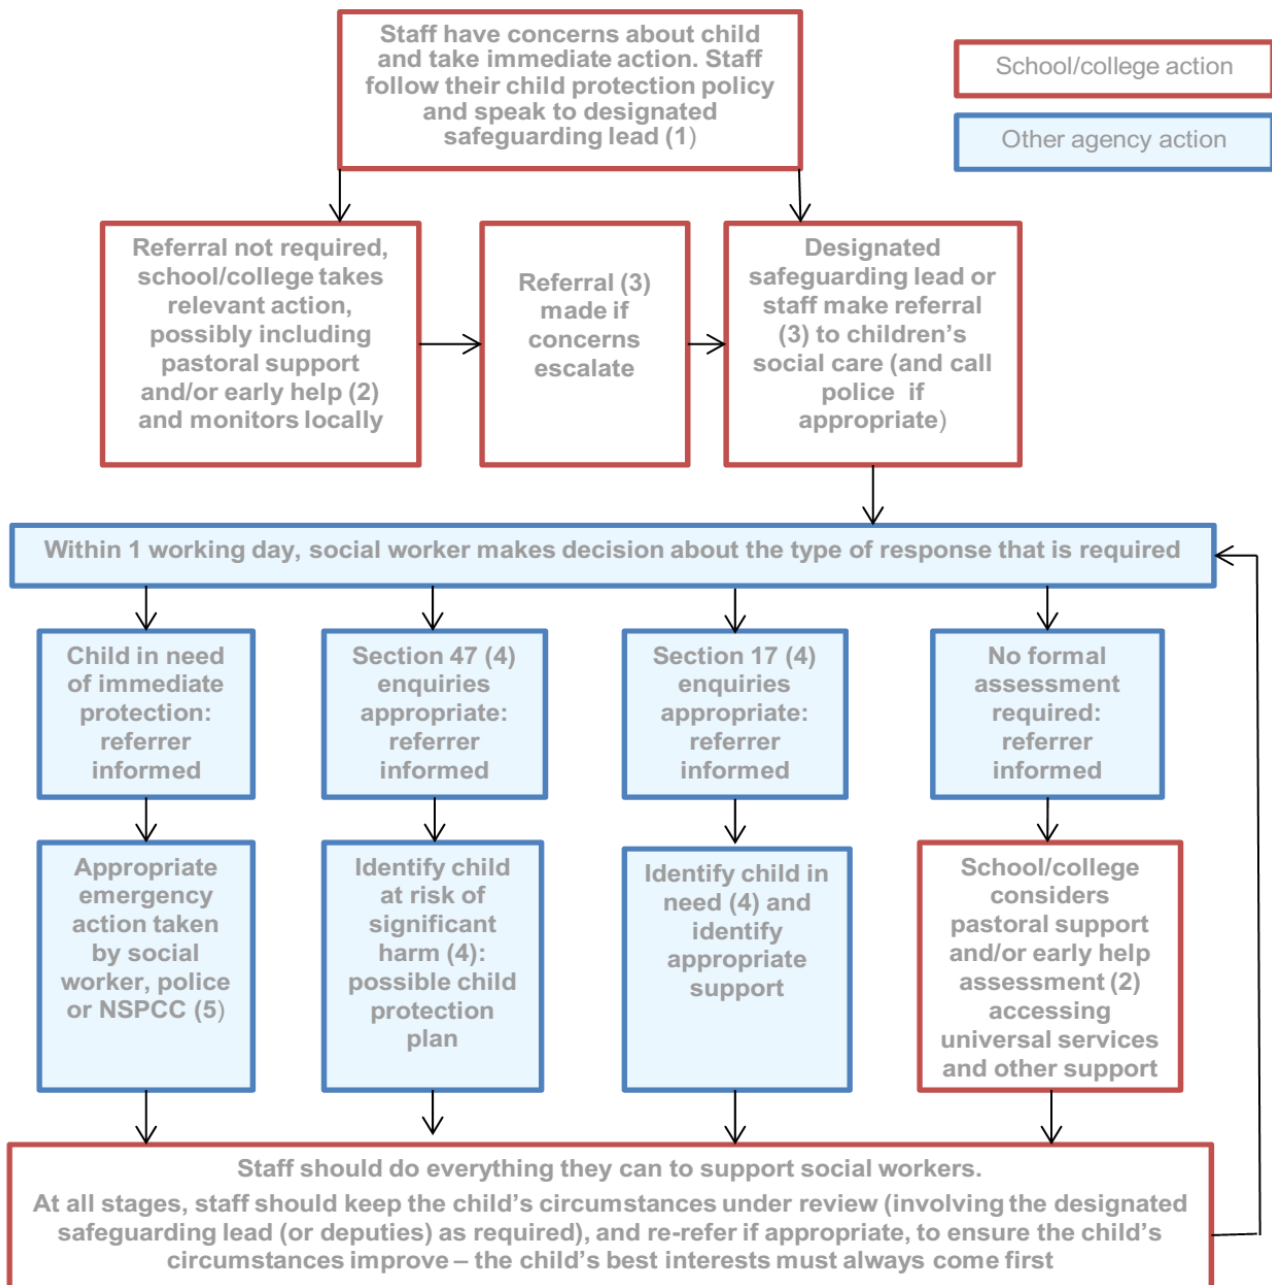 Staff have concerns about child
and take immediate action. Staff
follow their child protection policy
and speak to designated
safeguarding lead (1)
School/college action
Other agency action
Referral not required,
school/college takes
relevant action,
possibly including
pastoral support
and/or early help (2)
and monitors locally
Referral (3)
made if
concerns
escalate
Designated
safeguarding lead or
staff make referral
(3) to children’s
social care (and call
police if
appropriate)
Within 1 working day, social worker makes decision about the type of response that is required
Child in need
of immediate
protection:
referrer
informed
Section 47 (4)
enquiries
appropriate:
referrer
informed
Section 17 (4)
enquiries
appropriate:
referrer
informed
No formal
assessment
required:
referrer
informed
Appropriate
emergency
action taken
by social
worker, police
or NSPCC (5)
Identify child
at risk of
significant
harm (4):
possible child
protection
plan
Identify child in
need (4) and
identify
appropriate
support
School/college
considers
pastoral support
and/or early help
assessment (2)
accessing
universal services
and other support
Staff should do everything they can to support social workers.
At all stages, staff should keep the child’s circumstances under review (involving the designated
safeguarding lead (or deputies) as required), and re-refer if appropriate, to ensure the child’s
circumstances improve – the child’s best interests must always come first